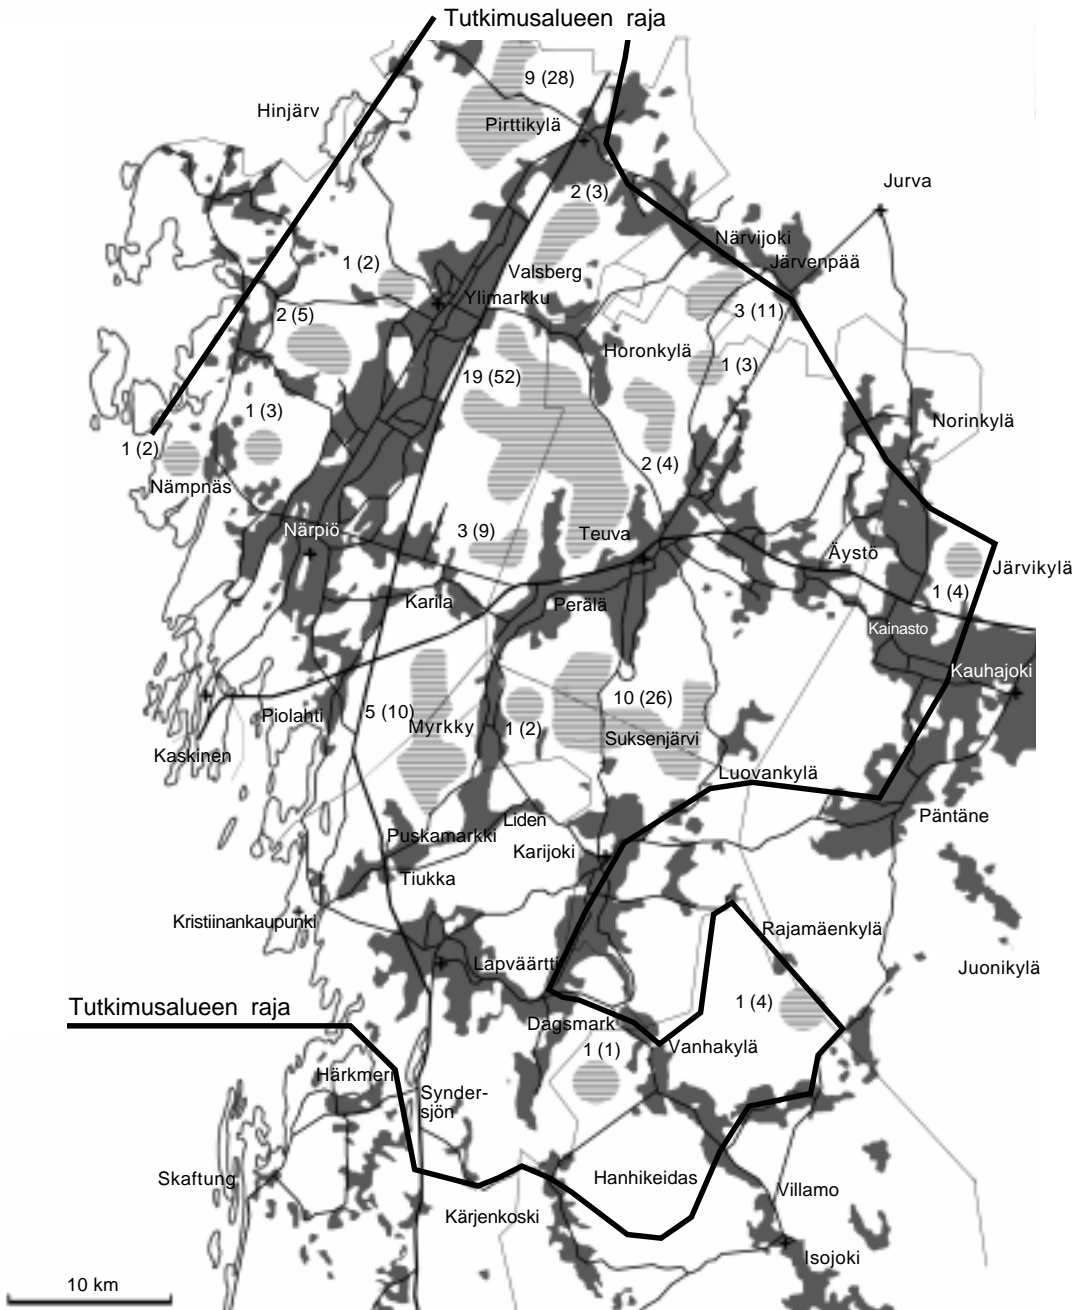 Tutkimusalueen raja
9 (28)
Hinjärv
Pirttikylä
Jurva
2 (3)
Närvijoki
1 (2)
Valsberg
Järvenpää
Ylimarkku
2 (5)
3 (11)
Horonkylä
19 (52)
1 (3)
1 (3)
Norinkylä
1 (2)
2 (4)
Nämpnäs
Närpiö
3 (9)
Teuva
Äystö
Järvikylä
1 (4)
Karila
Perälä
Kainasto
Kauhajoki
10 (26)
5 (10)
Myrkky
1 (2)
Piolahti
Suksenjärvi
Kaskinen
Luovankylä
Liden
Päntäne
Puskamarkki
Karijoki
Tiukka
Kristiinankaupunki
Rajamäenkylä
Lapväärtti
Juonikylä
Tutkimusalueen raja
1 (4)
Dagsmark
Vanhakylä
1 (1)
Härkmeri
Synder-
sjön
Skaftung
Hanhikeidas
Villamo
Kärjenkoski
Isojoki
10 km